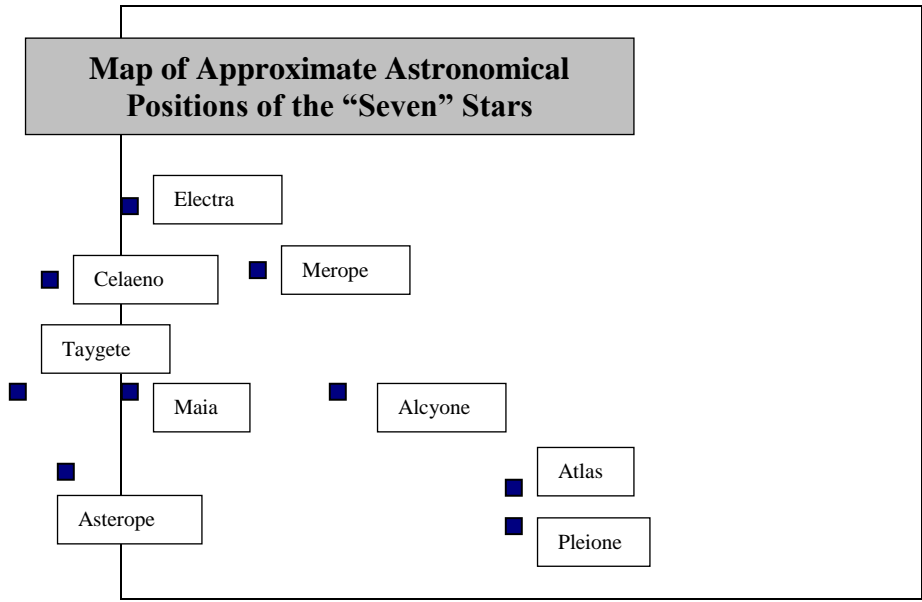 Map of Approximate Astronomical
Positions of the “Seven” Stars
Electra
Merope
Celaeno
Taygete
Maia
Alcyone
Atlas
Asterope
Pleione